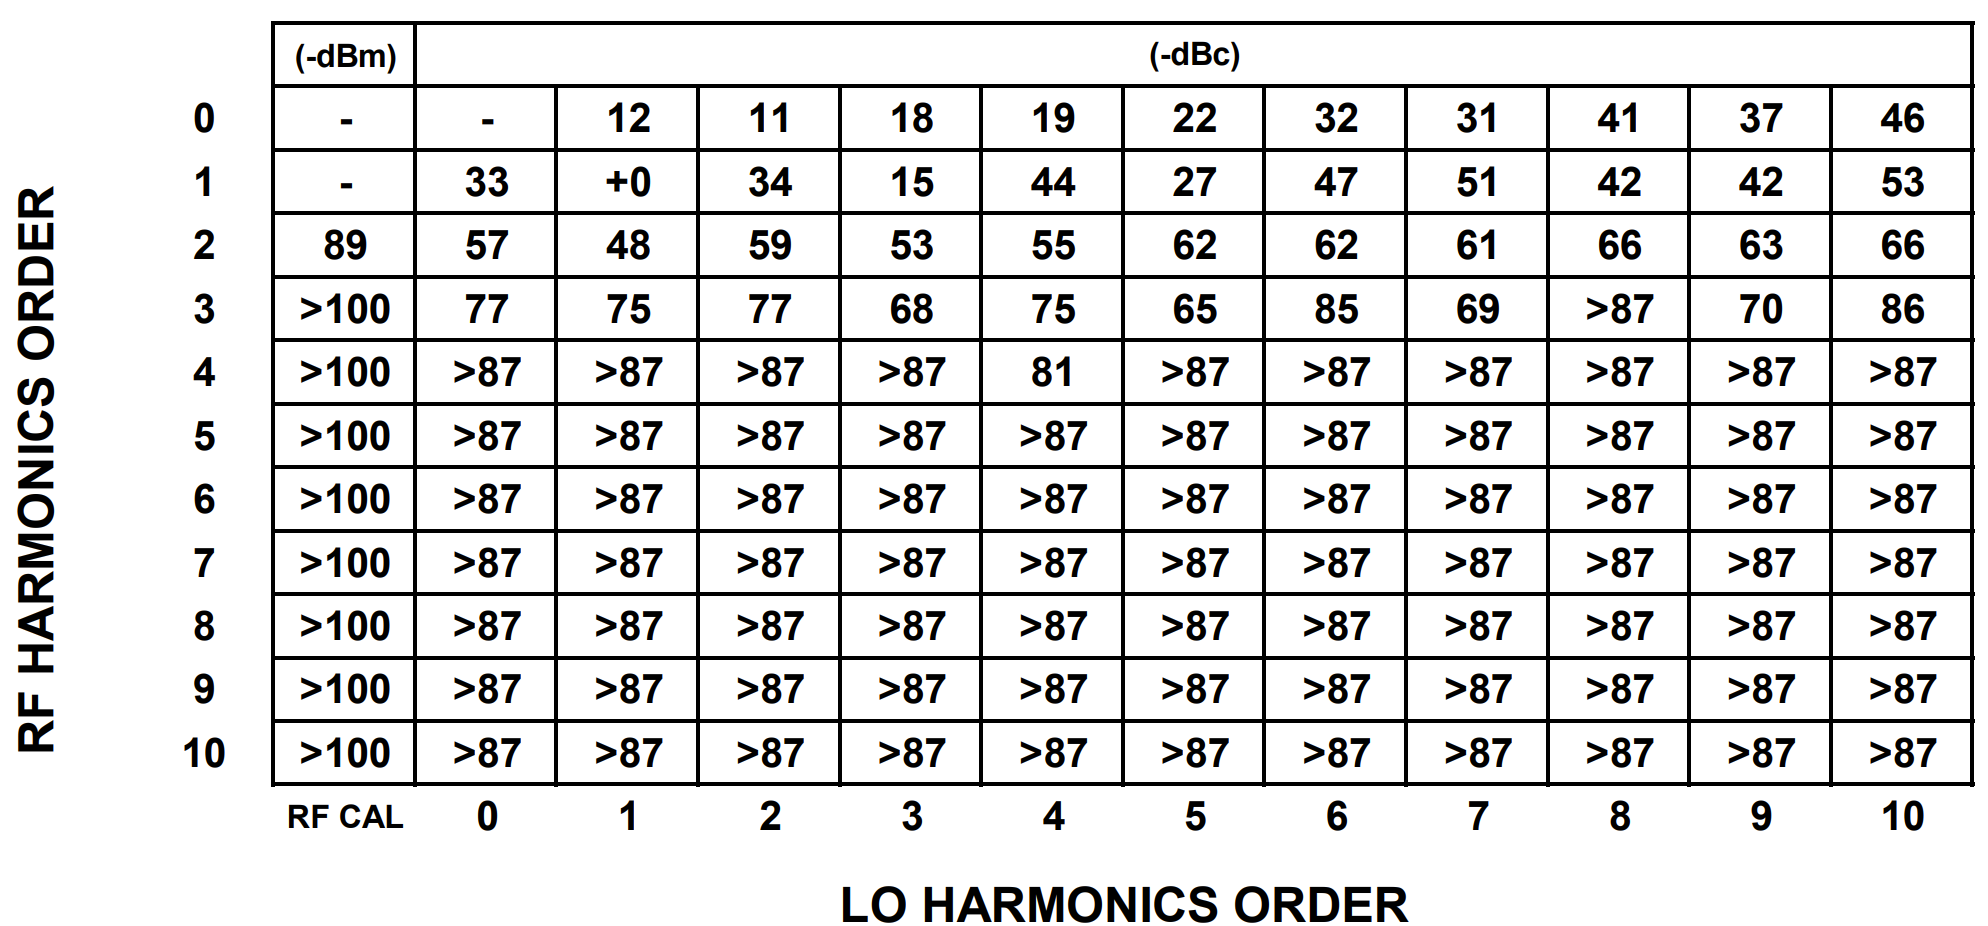 (-dBm) (-dBc)
0 - - 12 11 18 19 22 32 31 41 37 46
1 - 33 +0 34 15 44 27 47 51 42 42 53
2 89 57 48 59 53 55 62 62 61 66 63 66
3 >100 77 75 77 68 75 65 85 69 >87 70 86
4 >100 >87 >87 >87 >87 81 >87 >87 >87 >87 >87 >87
5 >100 >87 >87 >87 >87 >87 >87 >87 >87 >87 >87 >87
6 >100 >87 >87 >87 >87 >87 >87 >87 >87 >87 >87 >87
7 >100 >87 >87 >87 >87 >87 >87 >87 >87 >87 >87 >87
8 >100 >87 >87 >87 >87 >87 >87 >87 >87 >87 >87 >87
9 >100 >87 >87 >87 >87 >87 >87 >87 >87 >87 >87 >87
10 >100 >87 >87 >87 >87 >87 >87 >87 >87 >87 >87 >87
RF CAL 0 1 2 3 4 5 6 7 8 9 10
RF HARMONICS ORDER
LO HARMONICS ORDER